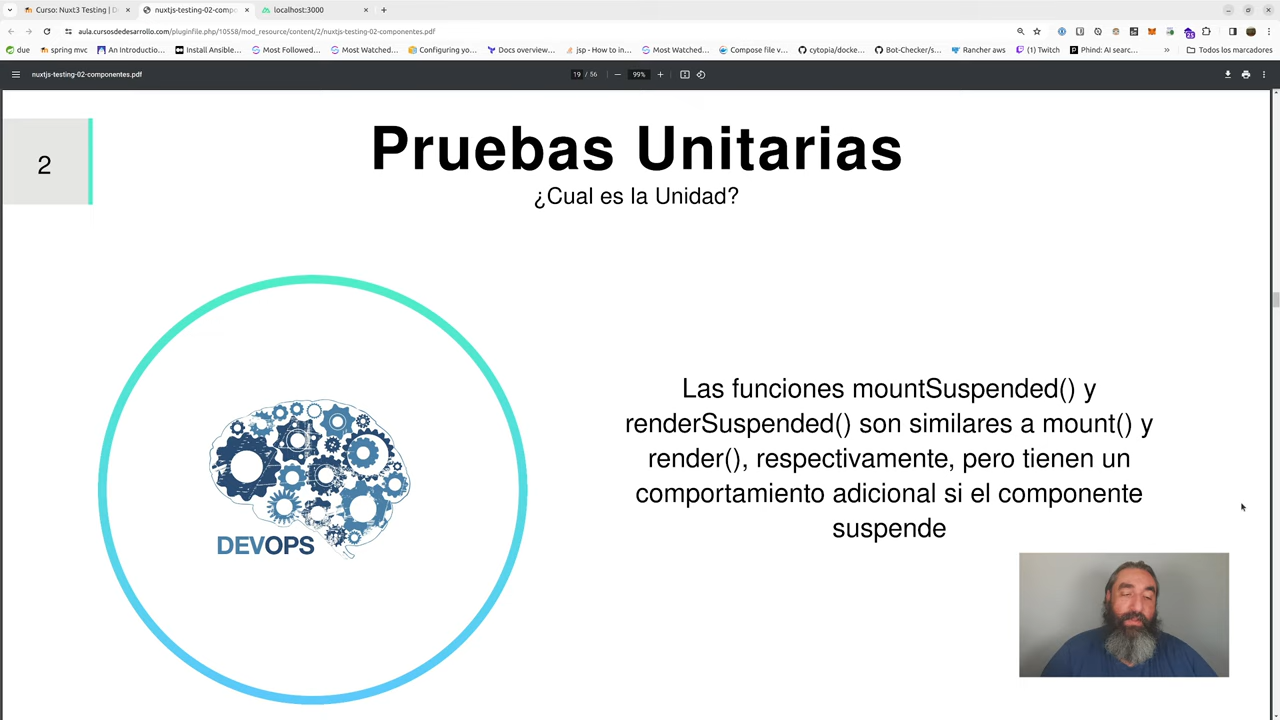 Curso: Nuxt3 Testing | D
nuxtjs-testing-02-compo
localhost:3000
aula.cursosdedesarrollo.com/pluginfile.php/10558/mod_resource/content/2/nuxtjs-testing-02-componentes.pdf
due
spring mvc
An Introductio...
Install Ansible...
Most Followed...
Most Watched...
Configuring yo...
Docs overview...
jsp - How to in...
Most Watched...
Compose file v...
cytopia/docke...
Bot-Checker/s...
Rancher aws
(1) Twitch
Phind: AI searc...
»
Todos los marcadores
nuxtjs-testing-02-componentes.pdf
19 / 56
99%
2
Pruebas Unitarias
¿Cual es la Unidad?
Las funciones mountSuspended() y
renderSuspended() son similares a mount() y
render(), respectivamente, pero tienen un
comportamiento adicional si el componente
suspende
DEVOPS